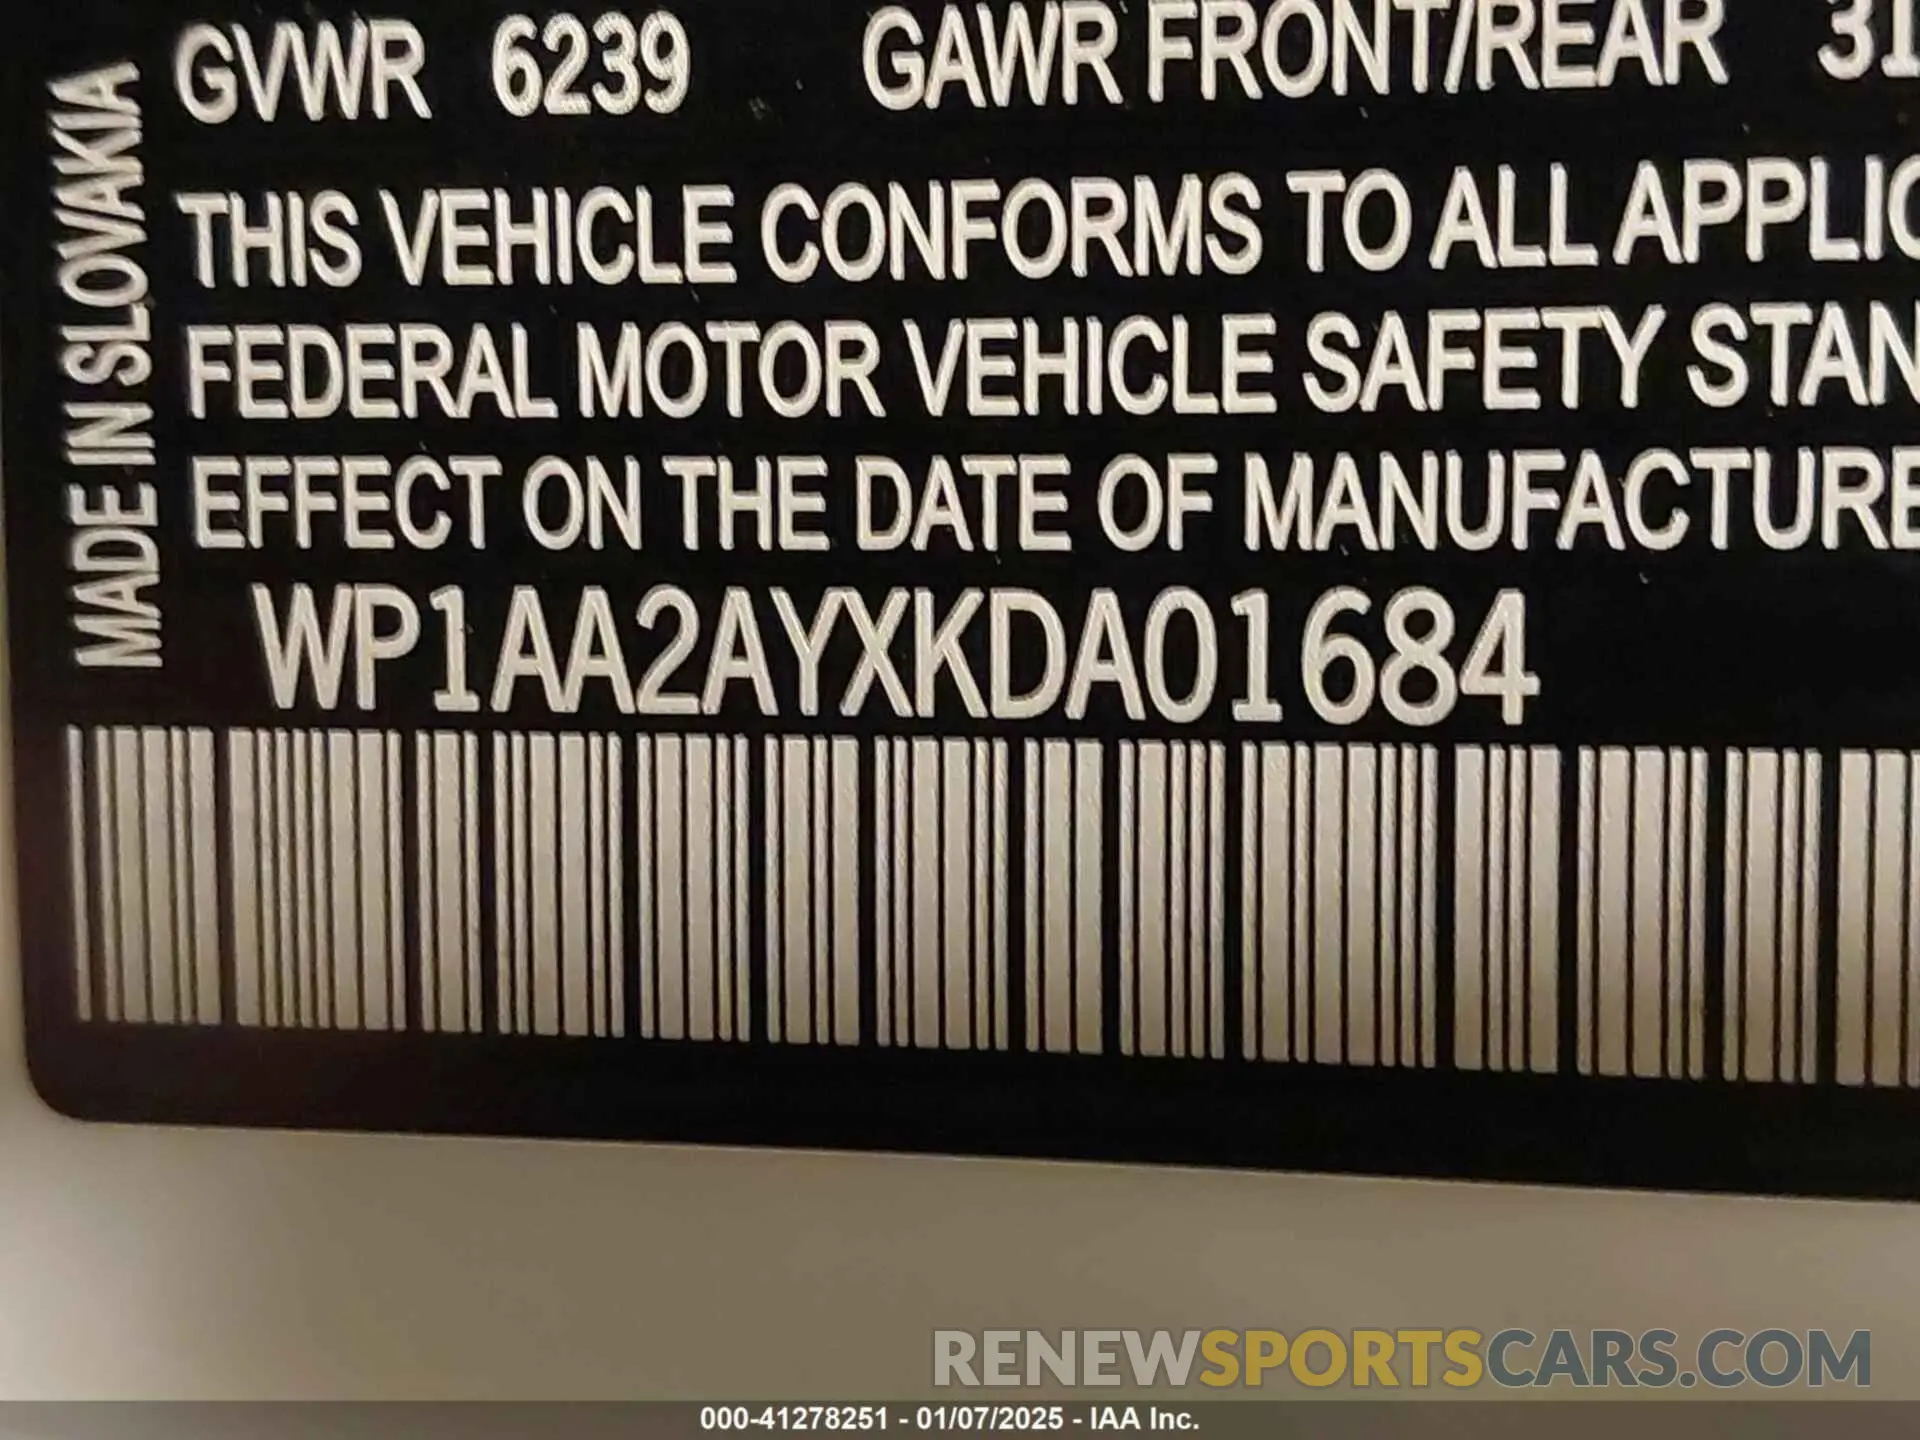 GVWR 6239 GAWR FRONT/REAR 31
MADE IN SLOVAKIA
THIS VEHICLE CONFORMS TO ALL APPLIC
FEDERAL MOTOR VEHICLE SAFETY STAN
EFFECT ON THE DATE OF MANUFACTURE
WP1AA2AYXKDA01684
RENEWSPORTSCARS.COM
000-41278251 - 01/07/2025 - IAA Inc.